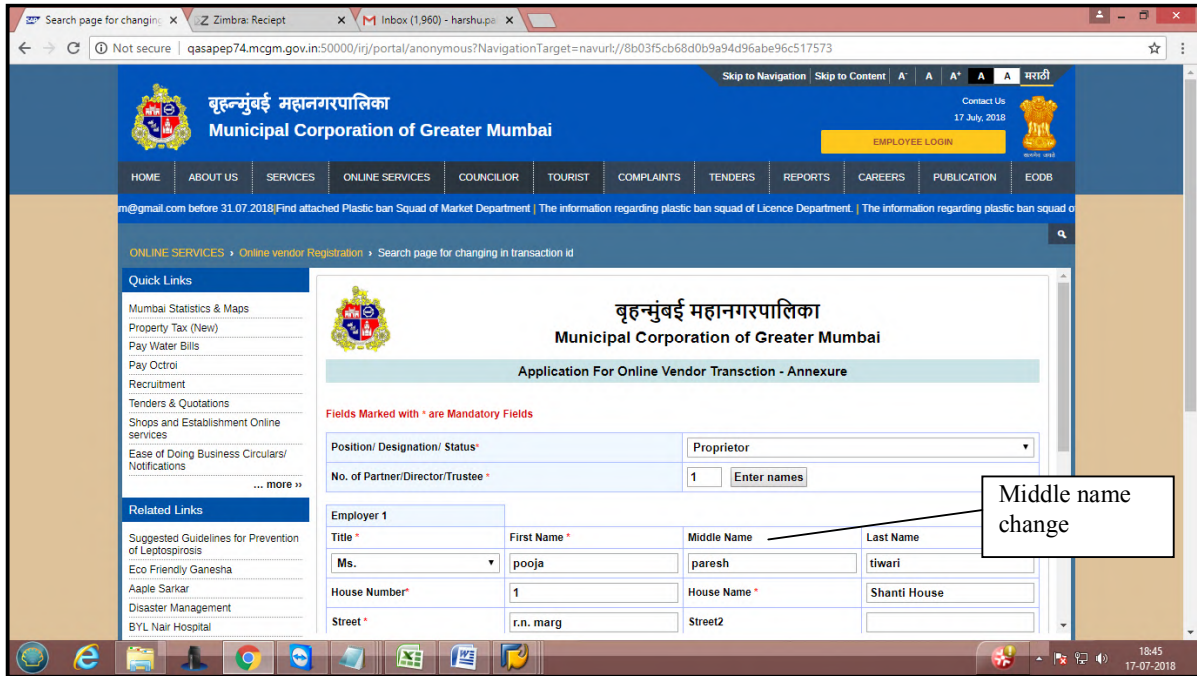 Search page for changing
Zimbra: Reciept
Inbox (1,960) - harshu.pa
Not secure | qasapep74.mcgm.gov.in:50000/irj/portal/anonymous?NavigationTarget=navurl://8b03f5cb68d0b9a94d96abe96c517573
Skip to Navigation Skip to Content A- A A+ A A मराठी
बृहन्मुंबई महानगरपालिका
Municipal Corporation of Greater Mumbai
Contact Us
17 July, 2018
EMPLOYEE LOGIN
HOME ABOUT US SERVICES ONLINE SERVICES COUNCILIOR TOURIST COMPLAINTS TENDERS REPORTS CAREERS PUBLICATION EODB
m@gmail.com before 31.07.2018|Find attached Plastic ban Squad of Market Department | The information regarding plastic ban squad of Licence Department. | The information regarding plastic ban squad o
ONLINE SERVICES › Online vendor Registration › Search page for changing in transaction id
Quick Links
Mumbai Statistics & Maps
Property Tax (New)
Pay Water Bills
Pay Octroi
Recruitment
Tenders & Quotations
Shops and Establishment Online
services
Ease of Doing Business Circulars/
Notifications
... more ››
Related Links
Suggested Guidelines for Prevention
of Leptospirosis
Eco Friendly Ganesha
Aaple Sarkar
Disaster Management
BYL Nair Hospital
बृहन्मुंबई महानगरपालिका
Municipal Corporation of Greater Mumbai
Application For Online Vendor Transction - Annexure
Fields Marked with * are Mandatory Fields
Position/ Designation/ Status* Proprietor
No. of Partner/Director/Trustee * 1 Enter names
Middle name
change
Employer 1
Title * First Name * Middle Name Last Name
Ms. pooja paresh tiwari
House Number* 1 House Name * Shanti House
Street * r.n. marg Street2
18:45
17-07-2018